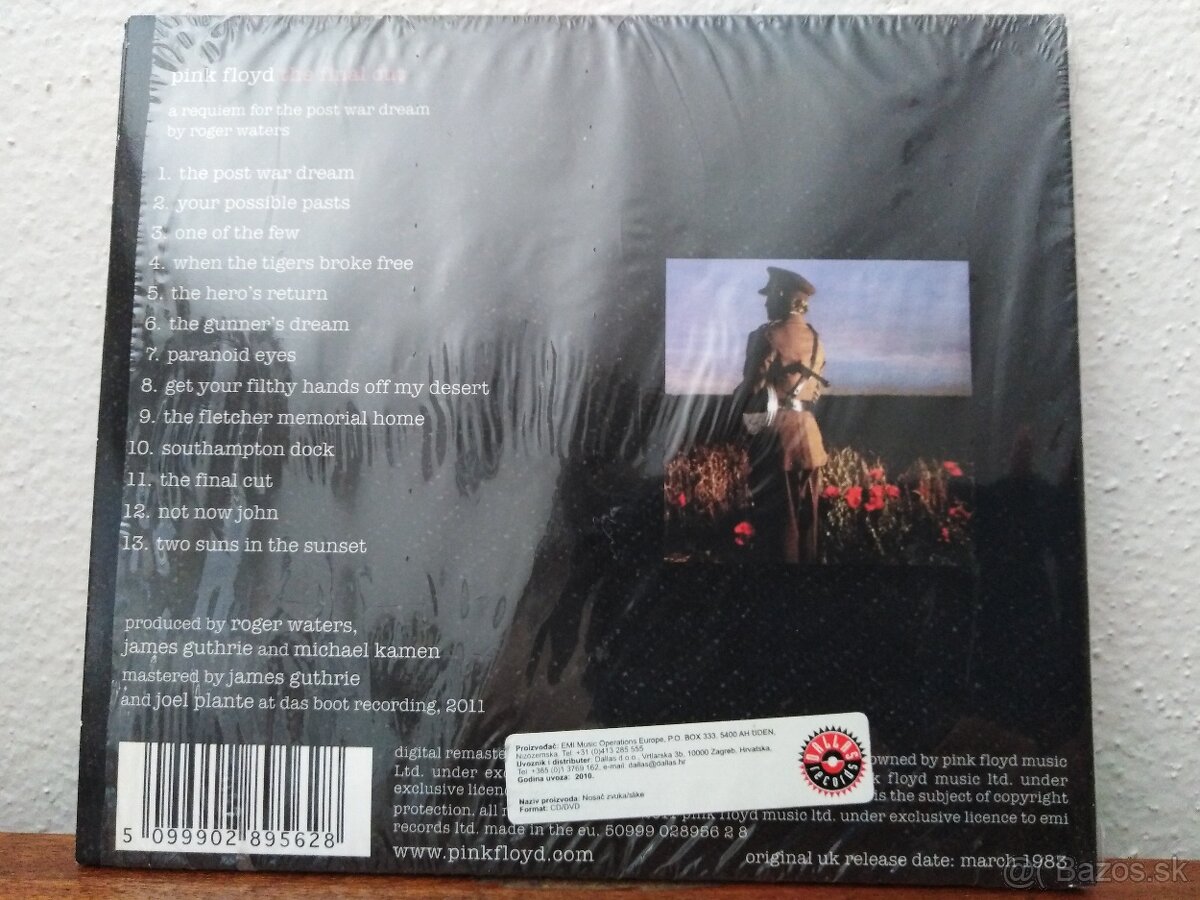 pink floyd the final cut
a requiem for the post war dream
by roger waters
1. the post war dream
2. your possible pasts
3. one of the few
4. when the tigers broke free
5. the hero's return
6. the gunner's dream
7. paranoid eyes
8. get your filthy hands off my desert
9. the fletcher memorial home
10. southampton dock
11. the final cut
12. not now john
13. two suns in the sunset
produced by roger waters,
james guthrie and michael kamen
mastered by james guthrie
and joel plante at das boot recording, 2011
5 099902 895628
digital remaste
Ltd. under exc
exclusive licenc
protection. all
records ltd. made in the eu. 50999 028956 2 8
www.pinkfloyd.com
Proizvođač: EMI Music Operations Europe, P.O. BOX 333, 5400 AH UDEN,
Nizozemska, Tel: +31 (0)413 285 555
Uvoznik i distributer: Dallas d.o.o., Vrtlarska 3b, 10000 Zagreb, Hrvatska,
Tel: +385 (0)1 3769 162, e-mail: dallas@dallas.hr
Godina uvoza: 2010.
Naziv proizvoda: Nosač zvuka/slike
Format: CD/DVD
DALLAS
records
owned by pink floyd music
k floyd music ltd. under
is the subject of copyright
pink floyd music ltd. under exclusive licence to emi
original uk release date: march 1983
Bazos.sk